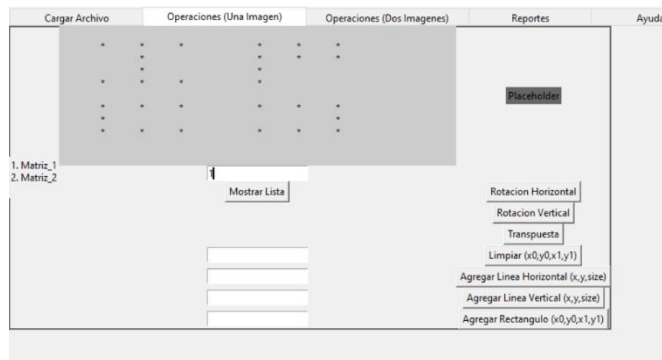 Cargar Archivo
Operaciones (Una Imagen)
Operaciones (Dos Imagenes)
Reportes
Ayuda
* * * * * *
* * * *
* *
* * * *
* * * * * *
* *
* * * * * *
Placeholder
1. Matriz_1
2. Matriz_2
1
Mostrar Lista
Rotacion Horizontal
Rotacion Vertical
Transpuesta
Limpiar (x0,y0,x1,y1)
Agregar Linea Horizontal (x,y,size)
Agregar Linea Vertical (x,y,size)
Agregar Rectangulo (x0,y0,x1,y1)